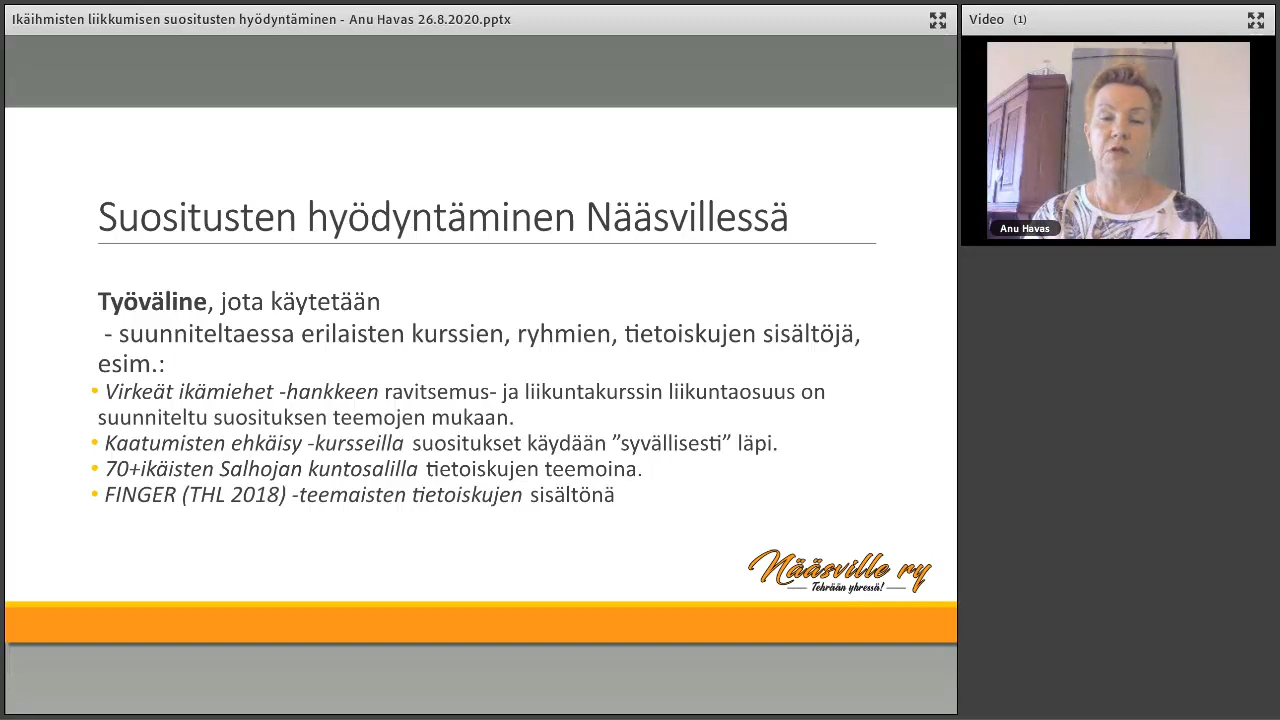 Ikäihmisten liikkumisen suositusten hyödyntäminen - Anu Havas 26.8.2020.pptx
Video (1)
Anu Havas
Suositusten hyödyntäminen Nääsvillessä
Työväline, jota käytetään
- suunniteltaessa erilaisten kurssien, ryhmien, tietoiskujen sisältöjä,
esim.:
• Virkeät ikämiehet -hankkeen ravitsemus- ja liikuntakurssin liikuntaosuus on
suunniteltu suosituksen teemojen mukaan.
• Kaatumisten ehkäisy -kursseilla suositukset käydään ”syvällisesti” läpi.
• 70+ikäisten Salhojan kuntosalilla tietoiskujen teemoina.
• FINGER (THL 2018) -teemaisten tietoiskujen sisältönä
Nääsville ry
Tehrään yhressä!